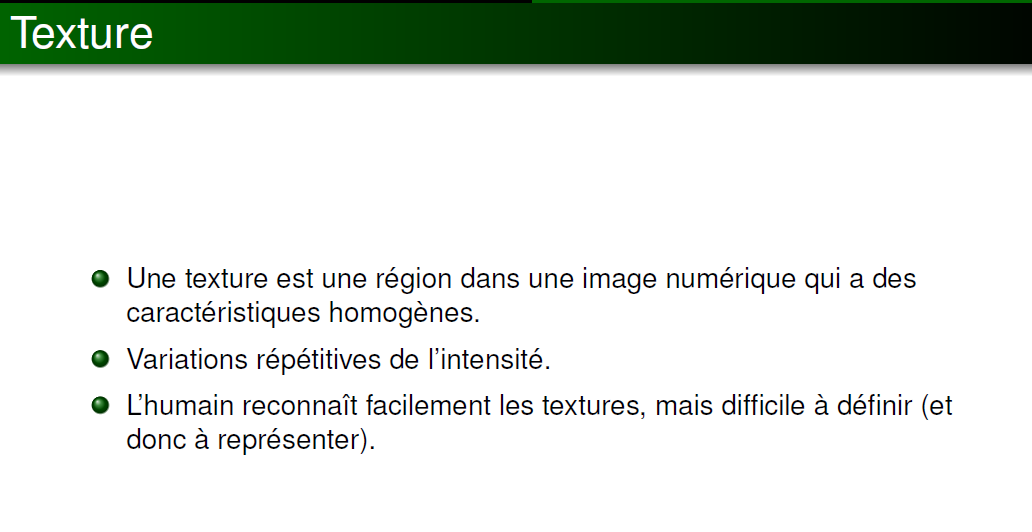 Texture
Une texture est une région dans une image numérique qui a des
caractéristiques homogènes.
Variations répétitives de l’intensité.
L’humain reconnaît facilement les textures, mais difficile à définir (et
donc à représenter).